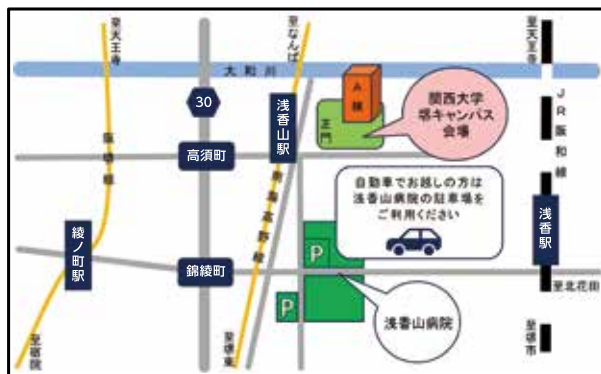 至天王寺
至なんば
至天王寺
大和川
30
A棟
正門
関西大学
堺キャンパス
会場
浅香山駅
高須町
阪堺線
南海高野線
JR阪和線
自動車でお越しの方は
浅香山病院の駐車場を
ご利用ください
浅香駅
綾ノ町駅
錦綾町
P
P
浅香山病院
至北花田
至宿院
至堺東
至堺市